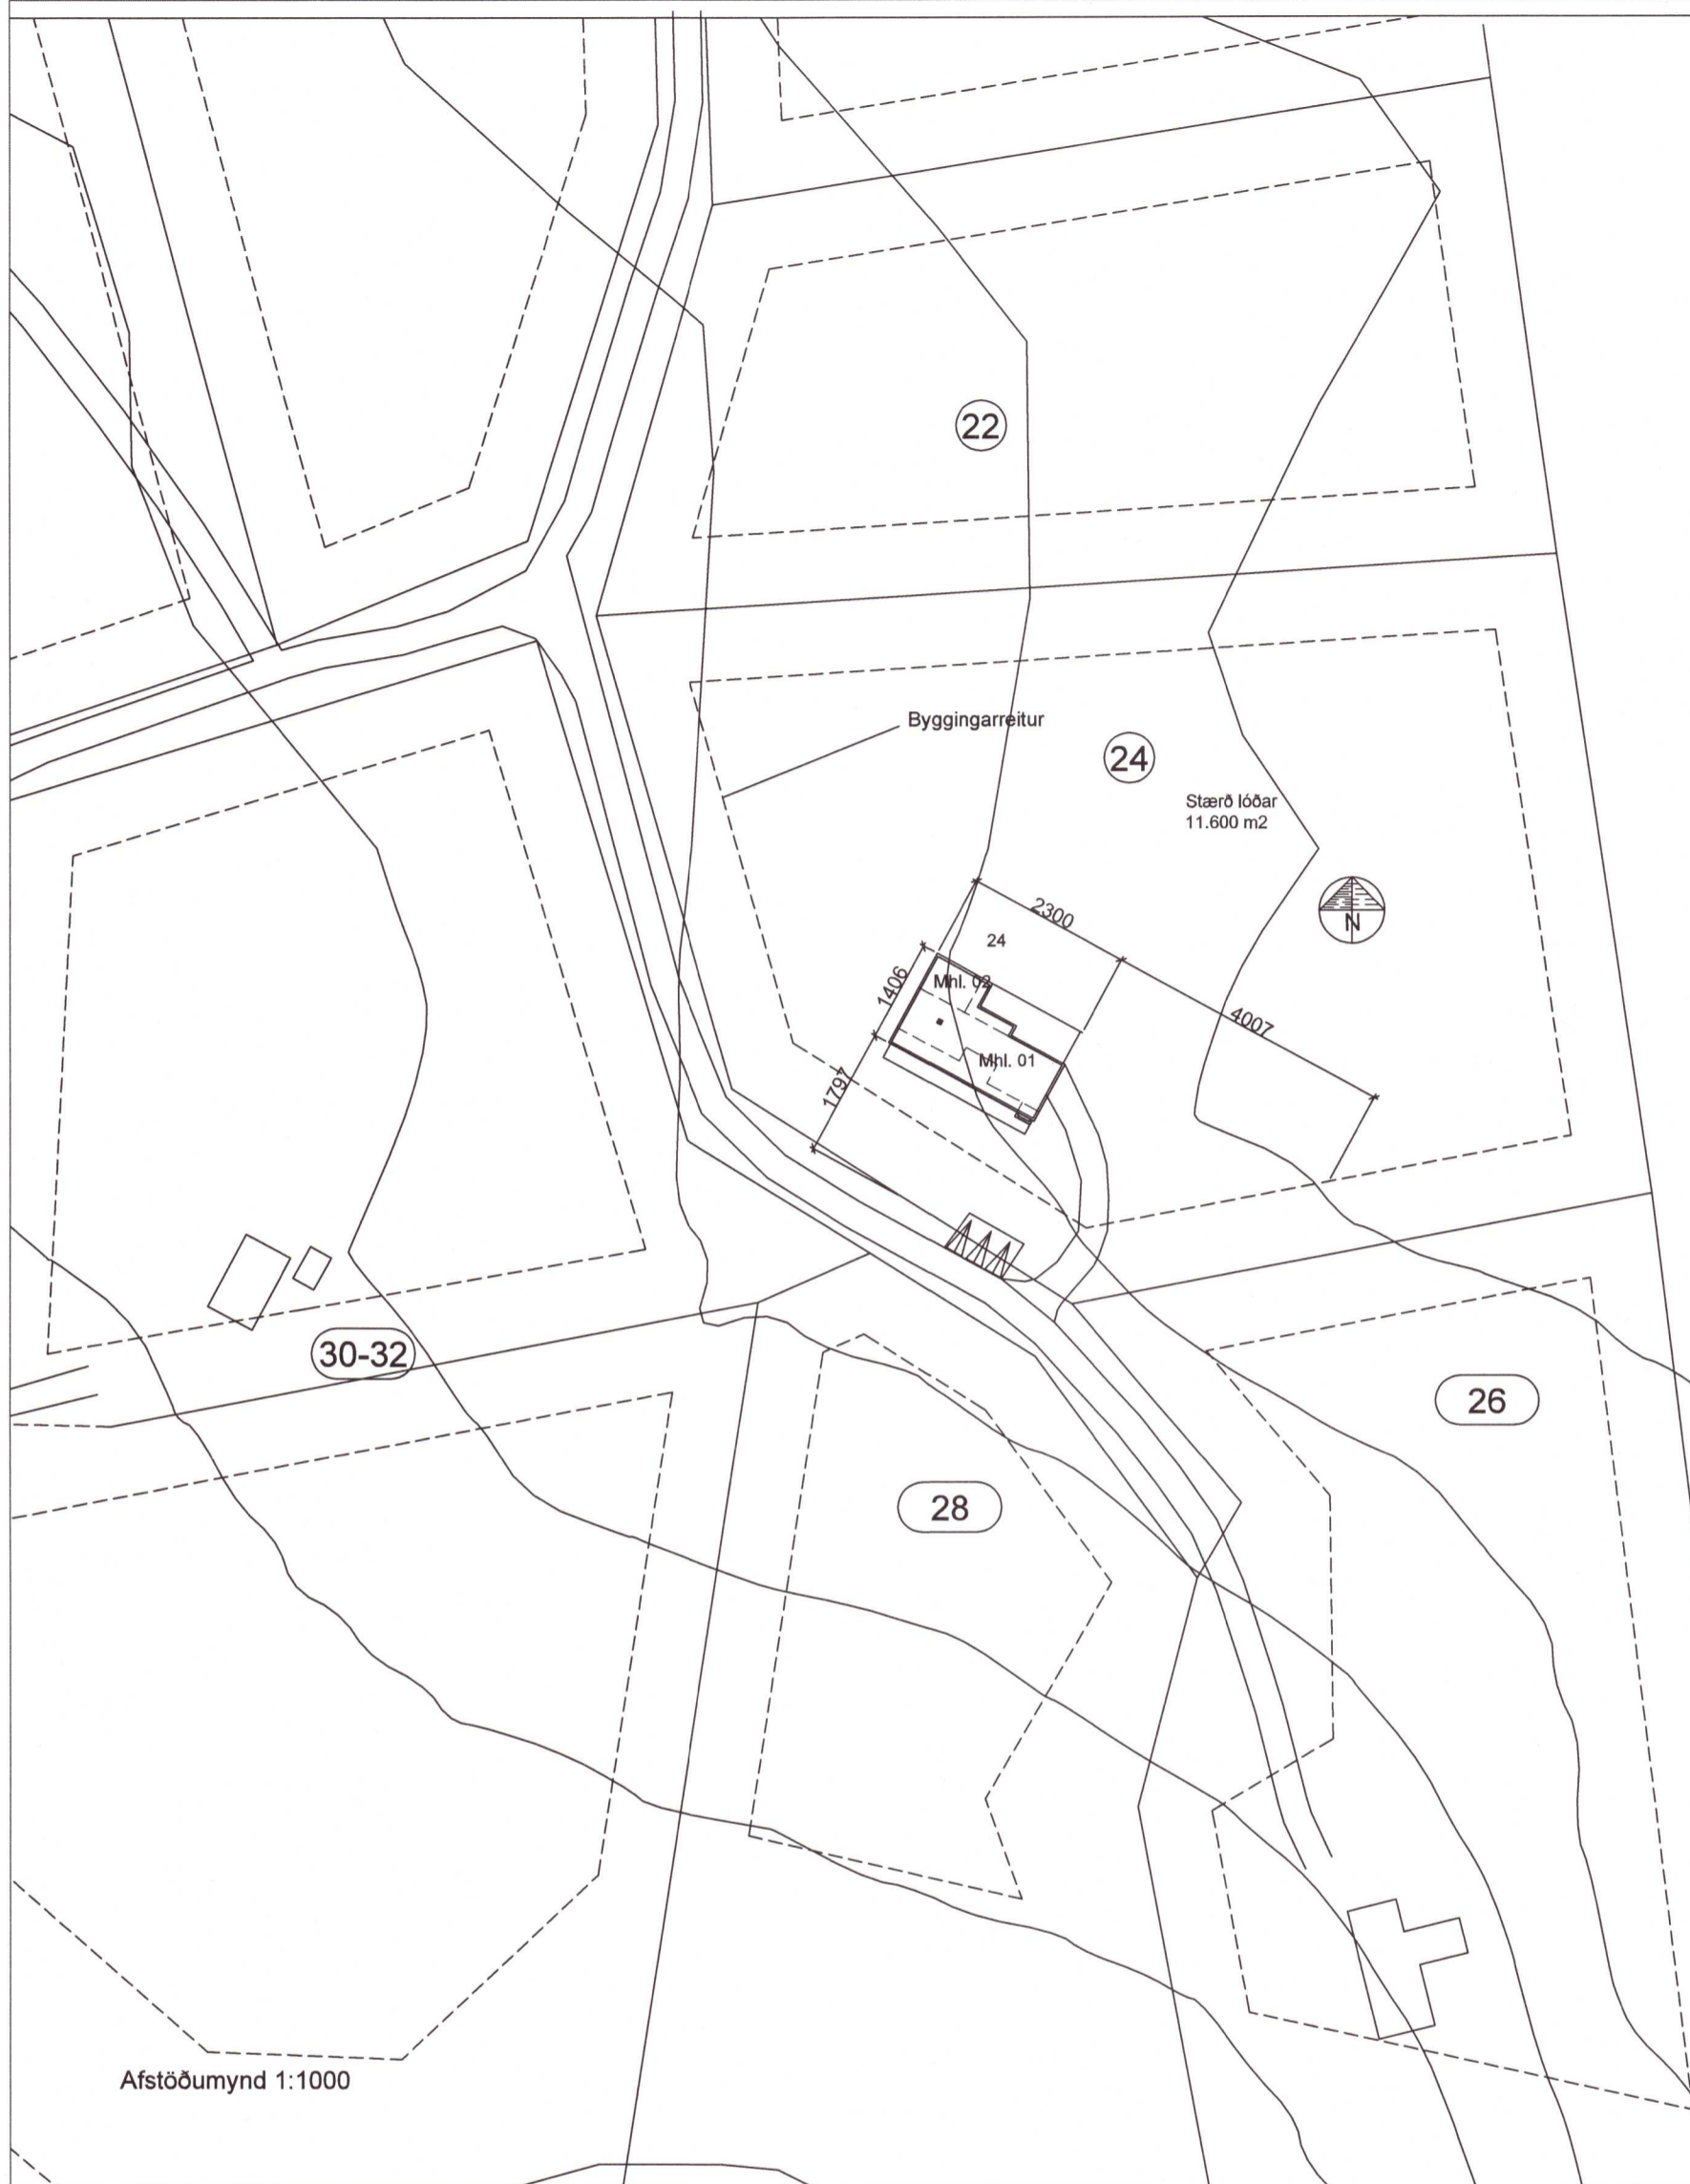 22
Byggingarreitur
24
Stærð lóðar
11.600 m2
N
2300
24
1406
Mhl. 02
4007
Mhl. 01
1797
30-32
26
28
Afstöðumynd 1:1000